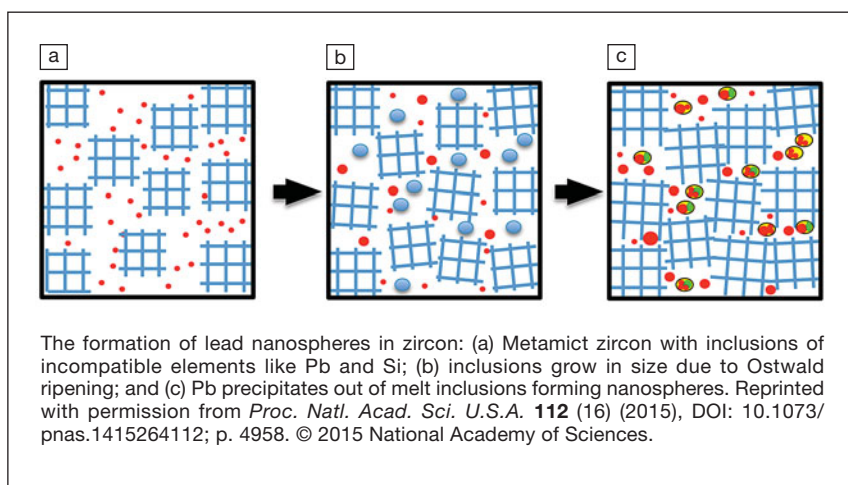 a
b
c
The formation of lead nanospheres in zircon: (a) Metamict zircon with inclusions of
incompatible elements like Pb and Si; (b) inclusions grow in size due to Ostwald
ripening; and (c) Pb precipitates out of melt inclusions forming nanospheres. Reprinted
with permission from Proc. Natl. Acad. Sci. U.S.A. 112 (16) (2015), DOI: 10.1073/
pnas.1415264112; p. 4958. © 2015 National Academy of Sciences.